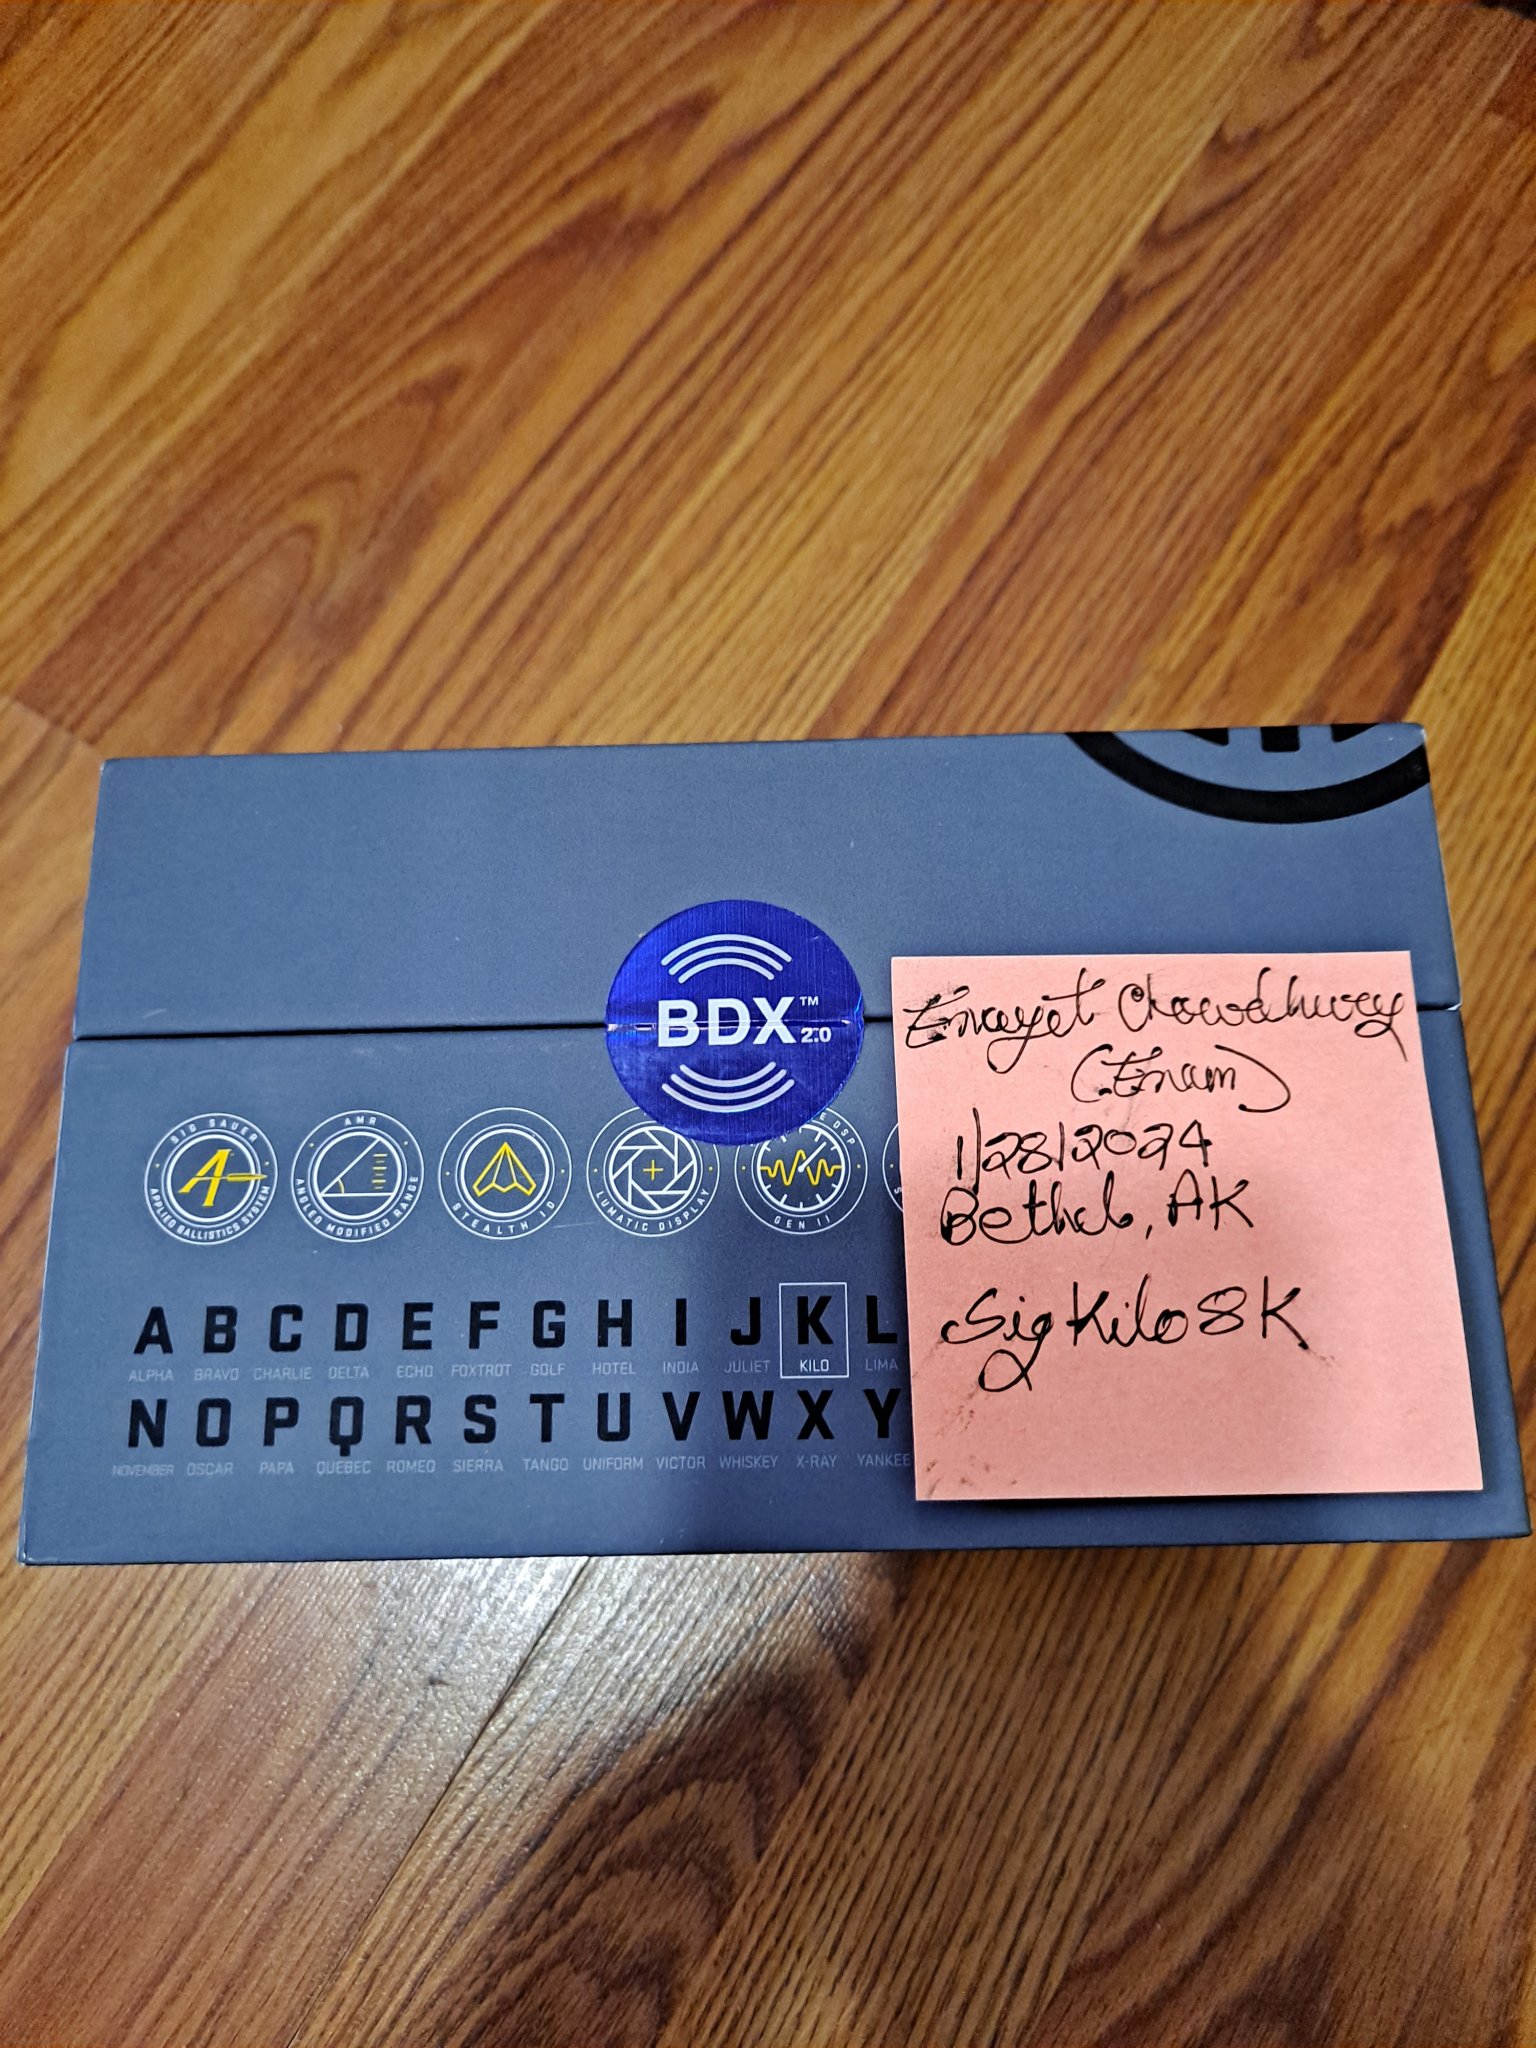 BDX™ 2.0
Enayet Chowdhury
(Enam)
1/28/2024
Bethel, AK
Sig Kilo 8K
SIG SAUER
APPLIED BALLISTICS SYSTEM
AMR
ANGLED MODIFIED RANGE
STEALTH ID
LUMATIC DISPLAY
DSP
GEN II
A B C D E F G H I J K L
ALPHA BRAVO CHARLIE DELTA ECHO FOXTROT GOLF HOTEL INDIA JULIET KILO LIMA
N O P Q R S T U V W X Y
NOVEMBER OSCAR PAPA QUEBEC ROMEO SIERRA TANGO UNIFORM VICTOR WHISKEY X-RAY YANKEE